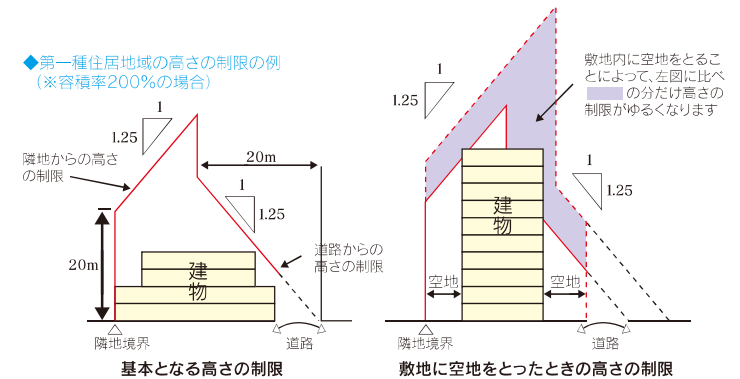 ◆第一種住居地域の高さの制限の例
（※容積率200%の場合）
1
1.25
隣地からの高さ
の制限
20m
1
1.25
道路からの
高さの制限
20m
建物
隣地境界
道路
基本となる高さの制限
敷地内に空地をとるこ
とによって、左図に比べ
の分だけ高さの
制限がゆるくなります
1
1.25
1
1.25
建物
空地
空地
隣地境界
道路
敷地に空地をとったときの高さの制限